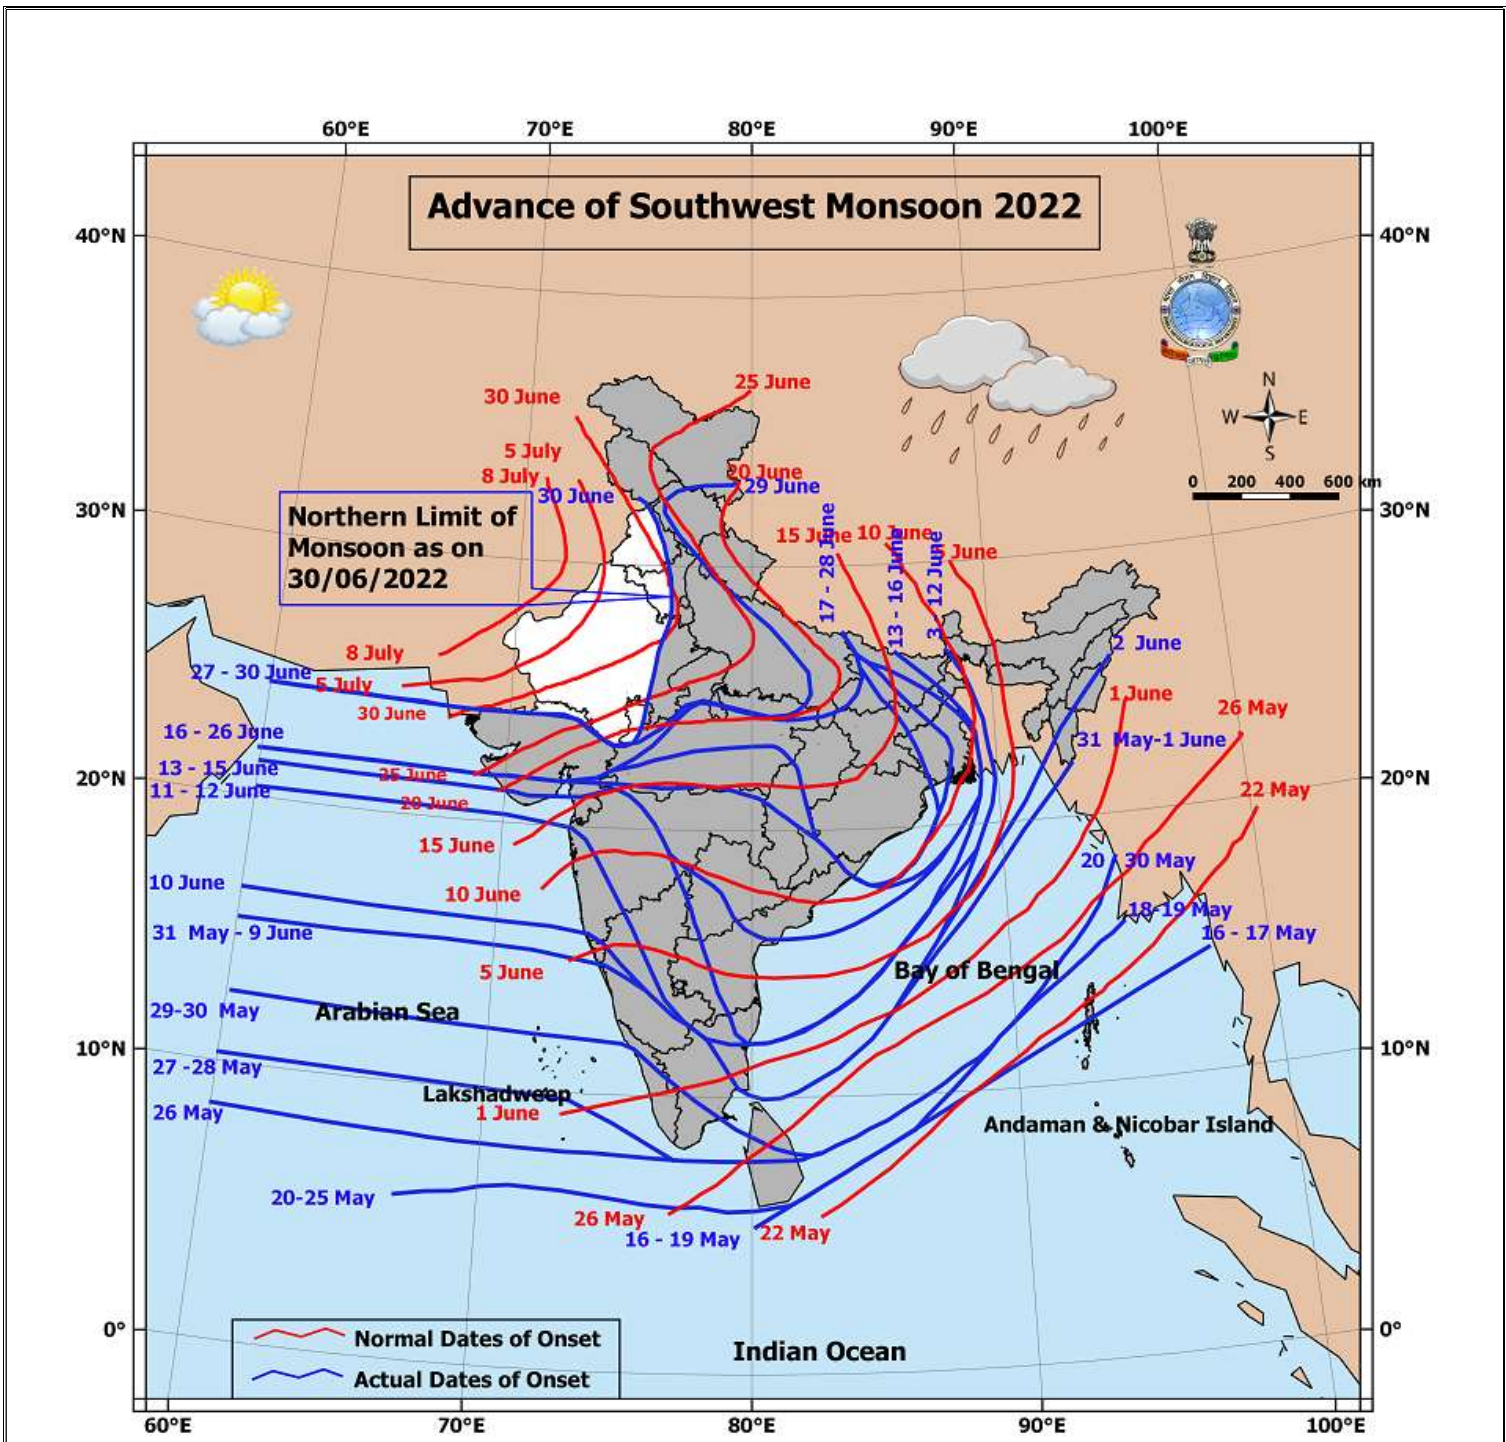 60°E
70°E
80°E
90°E
100°E
Advance of Southwest Monsoon 2022
40°N
40°N
N
W
E
S
0 200 400 600 km
25 June
30 June
5 July
8 July
20 June
29 June
30 June
30°N
30°N
Northern Limit of
Monsoon as on
30/06/2022
15 June
10 June
5 June
17 - 28 June
13 - 16 June
3 - 12 June
2 June
8 July
27 - 30 June
5 July
30 June
1 June
26 May
16 - 26 June
31 May-1 June
13 - 15 June
25 June
20°N
20°N
11 - 12 June
20 June
22 May
15 June
20 - 30 May
10 June
10 June
18-19 May
31 May - 9 June
16 - 17 May
5 June
Bay of Bengal
29-30 May
Arabian Sea
10°N
10°N
27 -28 May
Lakshadweep
26 May
1 June
Andaman & Nicobar Island
20-25 May
26 May
16 - 19 May
22 May
0°
0°
Normal Dates of Onset
Indian Ocean
Actual Dates of Onset
60°E
70°E
80°E
90°E
100°E